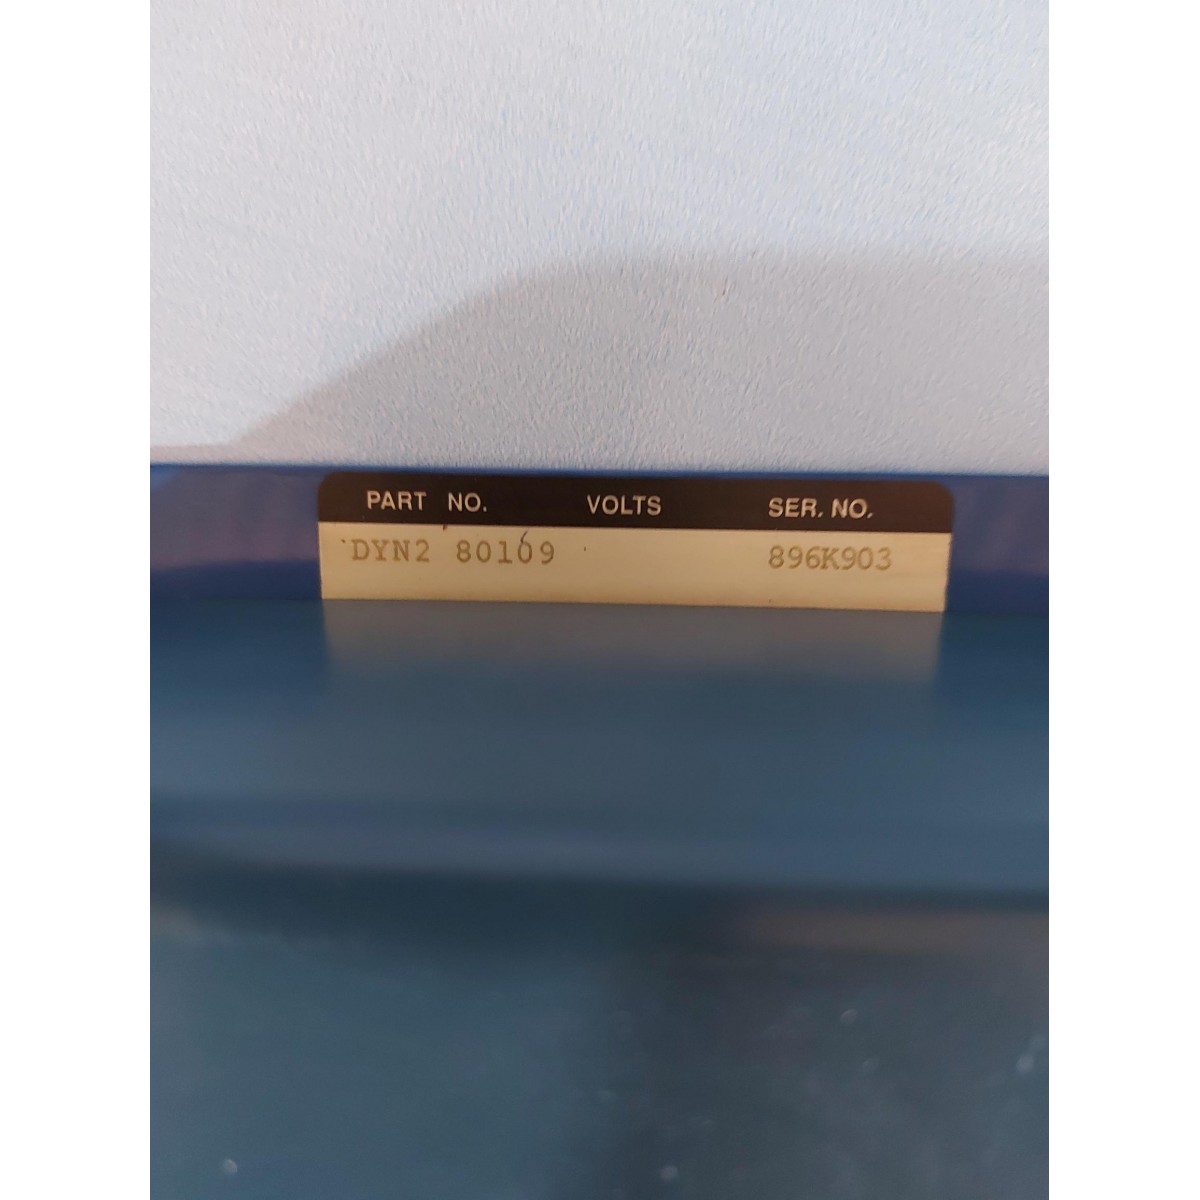 PART NO. VOLTS SER. NO.
DYN2 80109 896K903